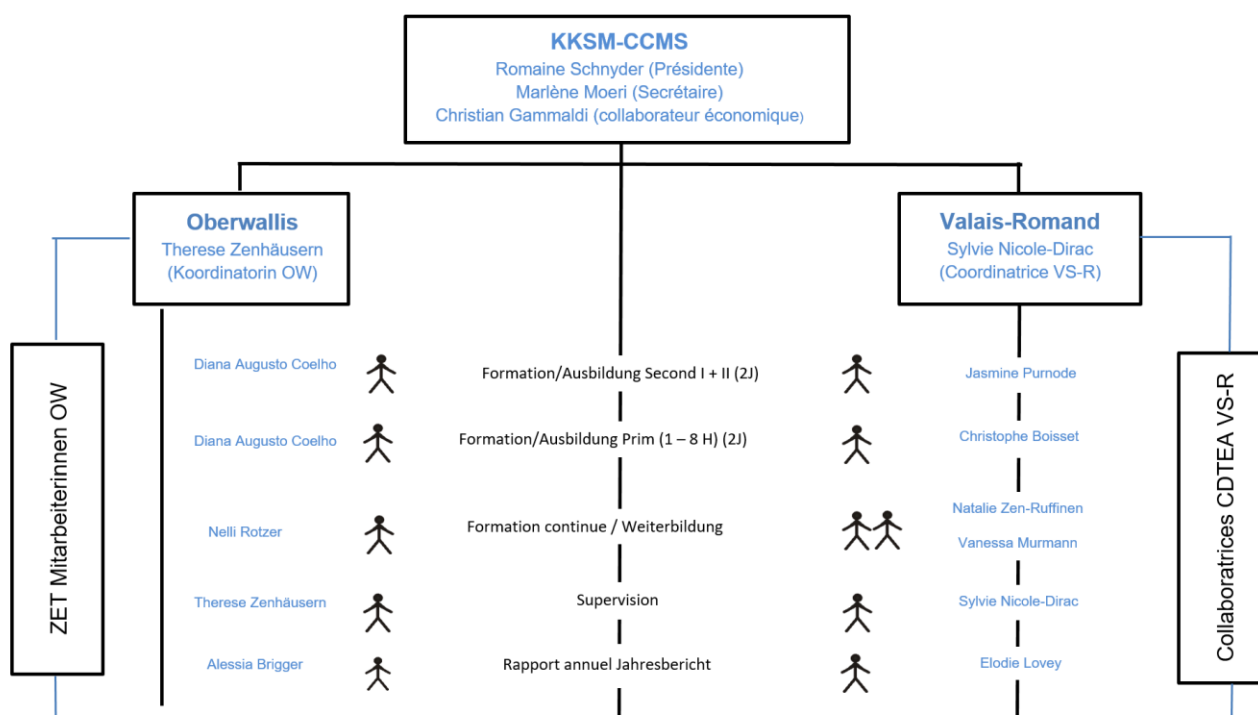 KKSM-CCMS
Romaine Schnyder (Présidente)
Marlène Moeri (Secrétaire)
Christian Gammaldi (collaborateur économique)
Oberwallis
Therese Zenhäusern
(Koordinatorin OW)
Valais-Romand
Sylvie Nicole-Dirac
(Coordinatrice VS-R)
ZET Mitarbeiterinnen OW
Diana Augusto Coelho
Formation/Ausbildung Second I + II (2J)
Jasmine Purnode
Diana Augusto Coelho
Formation/Ausbildung Prim (1 – 8 H) (2J)
Christophe Boisset
Nelli Rotzer
Formation continue / Weiterbildung
Natalie Zen-Ruffinen
Vanessa Murmann
Therese Zenhäusern
Supervision
Sylvie Nicole-Dirac
Alessia Brigger
Rapport annuel Jahresbericht
Elodie Lovey
Collaboratrices CDTEA VS-R